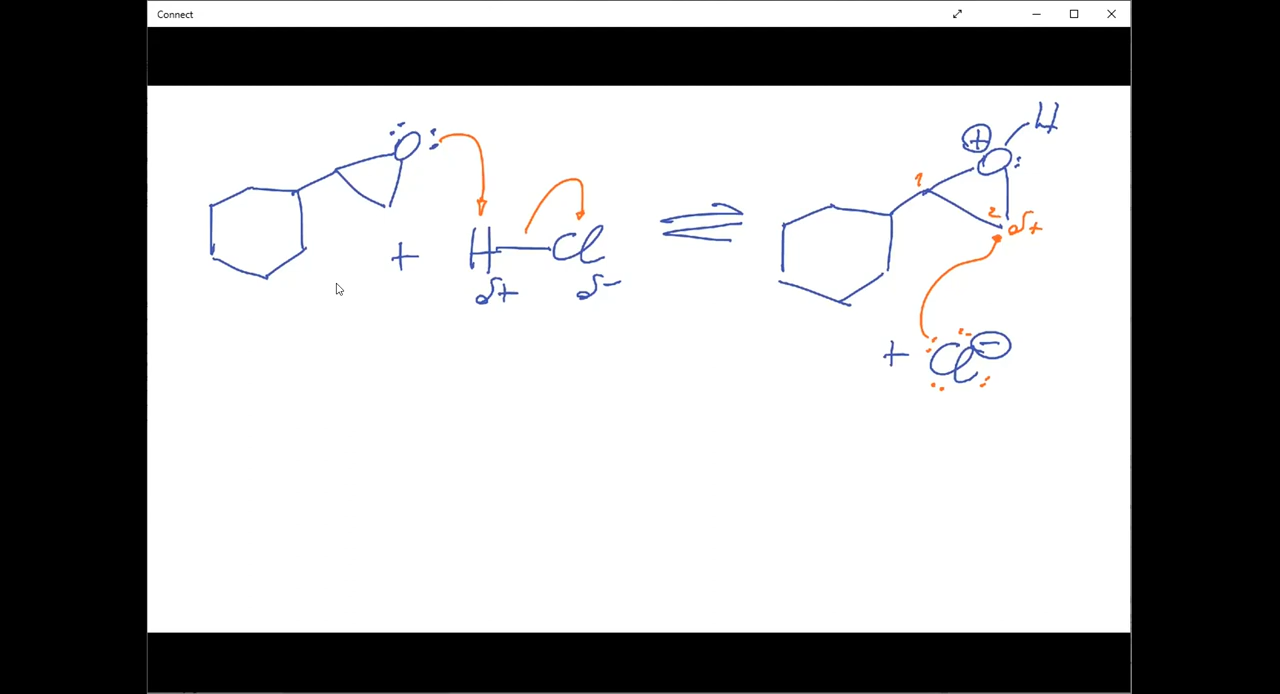 Connect
H
⊕
:O:
O:
1
2 δ+
+ H—Cl ⇌
δ+ δ−
+ :Cl⊖